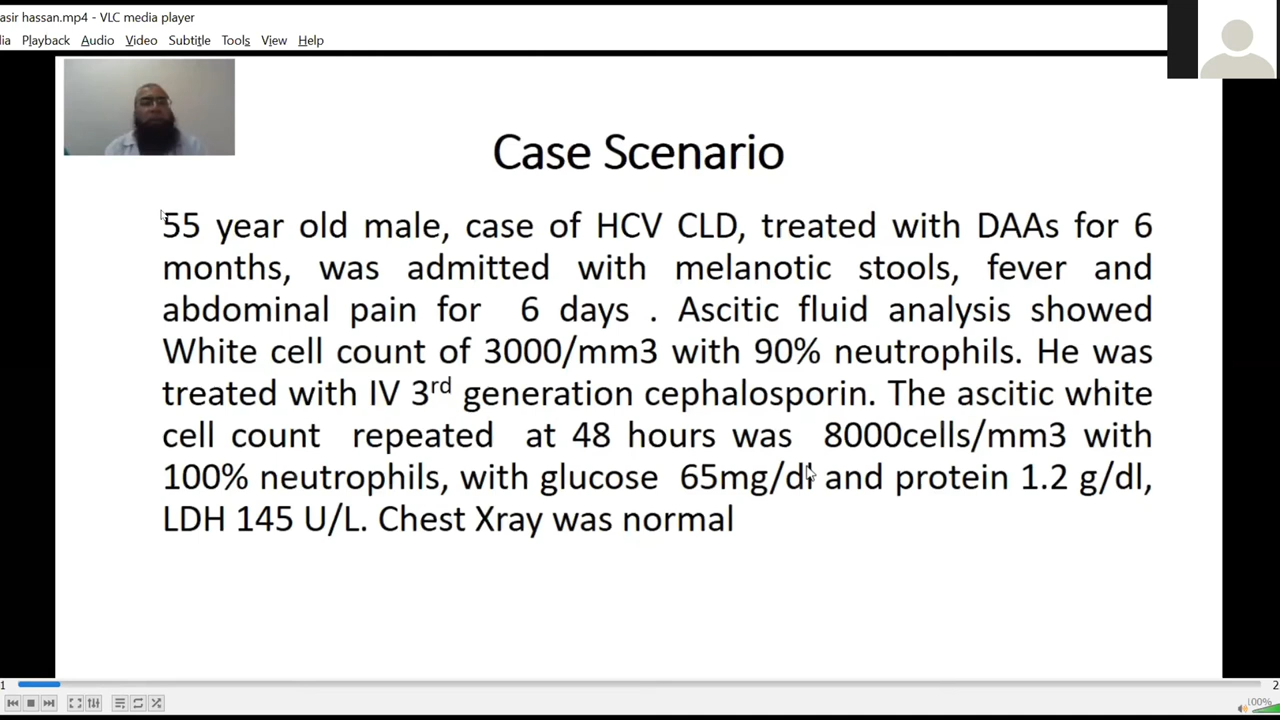 asir hassan.mp4 - VLC media player
ia Playback Audio Video Subtitle Tools View Help
Case Scenario
55 year old male, case of HCV CLD, treated with DAAs for 6
months, was admitted with melanotic stools, fever and
abdominal pain for 6 days . Ascitic fluid analysis showed
White cell count of 3000/mm3 with 90% neutrophils. He was
treated with IV 3rd generation cephalosporin. The ascitic white
cell count repeated at 48 hours was 8000cells/mm3 with
100% neutrophils, with glucose 65mg/dl and protein 1.2 g/dl,
LDH 145 U/L. Chest Xray was normal
1 2
100%